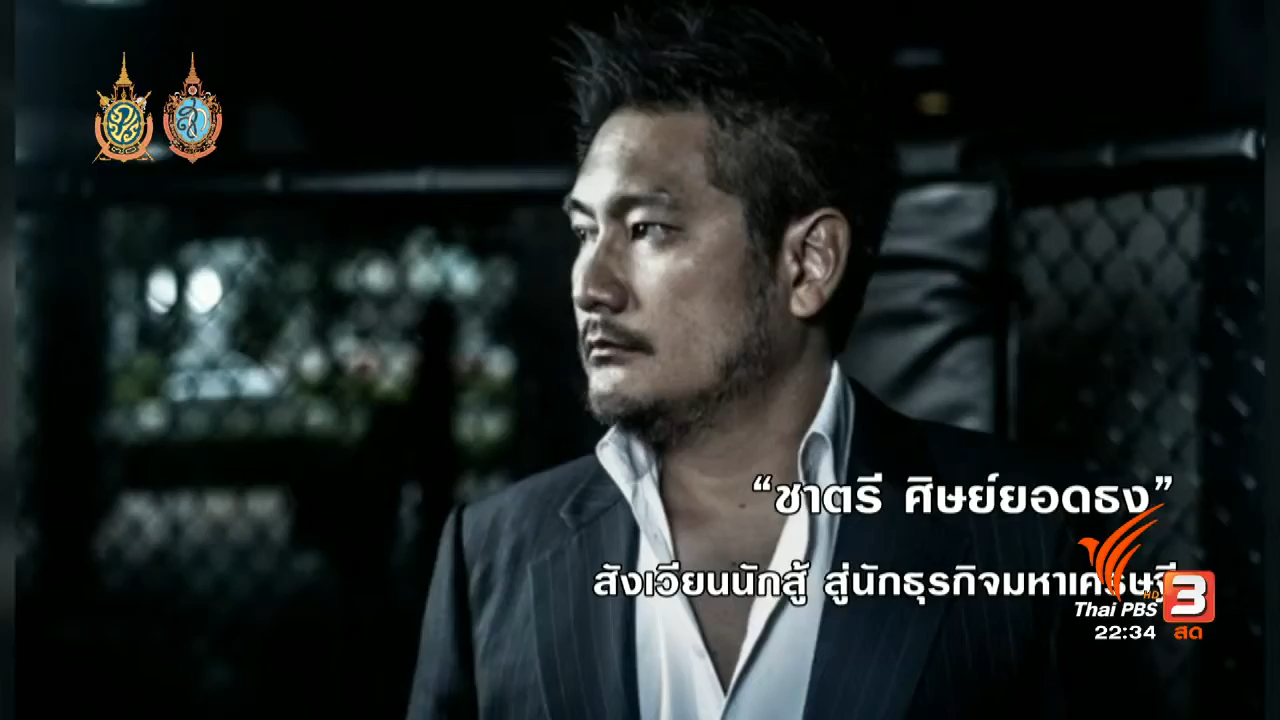 “ชาตรี ศิษย์ยอดธง”
สังเวียนนักสู้ สู่นักธุรกิจมหาเศรษฐี
HD
Thai PBS
3
22:34
สด